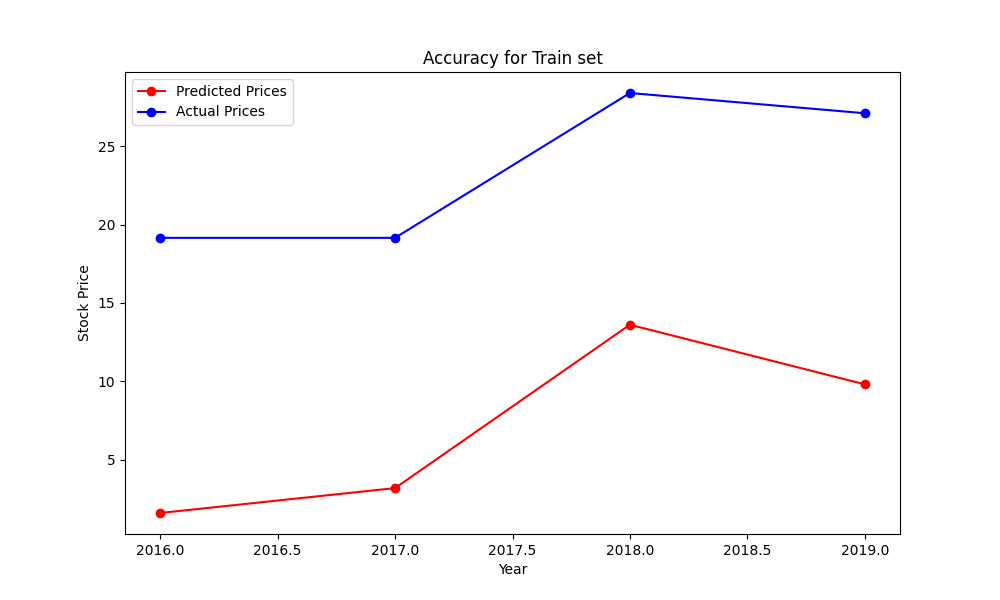 Accuracy for Train set
Predicted Prices
Actual Prices
25
20
15
10
5
Stock Price
2016.0 2016.5 2017.0 2017.5 2018.0 2018.5 2019.0
Year